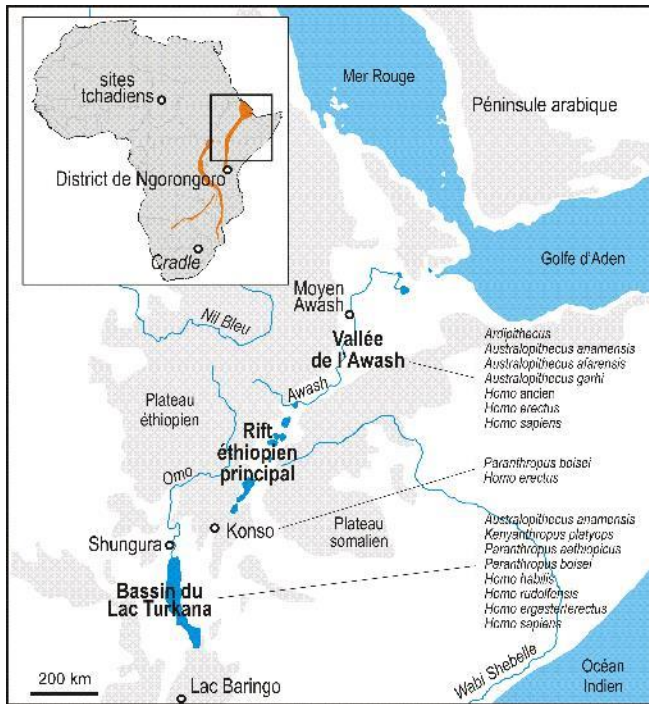 sites
tchadiens
District de Ngorongoro
Cradle
Mer Rouge
Péninsule arabique
Golfe d'Aden
Moyen
Awash
Nil Bleu
Vallée
de l'Awash
Awash
Ardipithecus
Australopithecus anamensis
Australopithecus afarensis
Australopithecus garhi
Homo ancien
Homo erectus
Homo sapiens
Plateau
éthiopien
Rift
éthiopien
principal
Omo
Paranthropus boisei
Homo erectus
Konso
Plateau
somalien
Shungura
Australopithecus anamensis
Kenyanthropus platyops
Paranthropus aethiopicus
Paranthropus boisei
Homo habilis
Homo rudolfensis
Homo ergaster/erectus
Homo sapiens
Bassin du
Lac Turkana
Wabi Shebelle
Océan
Indien
200 km
Lac Baringo